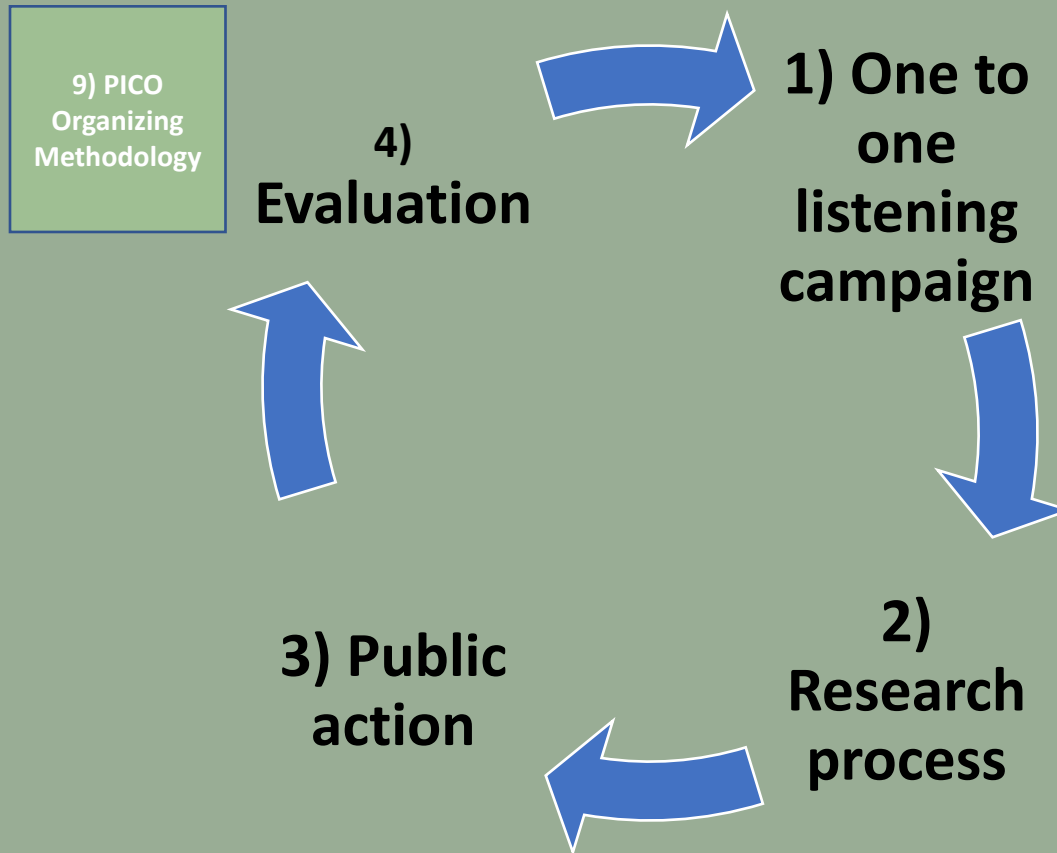 9) PICO
Organizing
Methodology
4)
Evaluation
1) One to
one
listening
campaign
2)
Research
process
3) Public
action